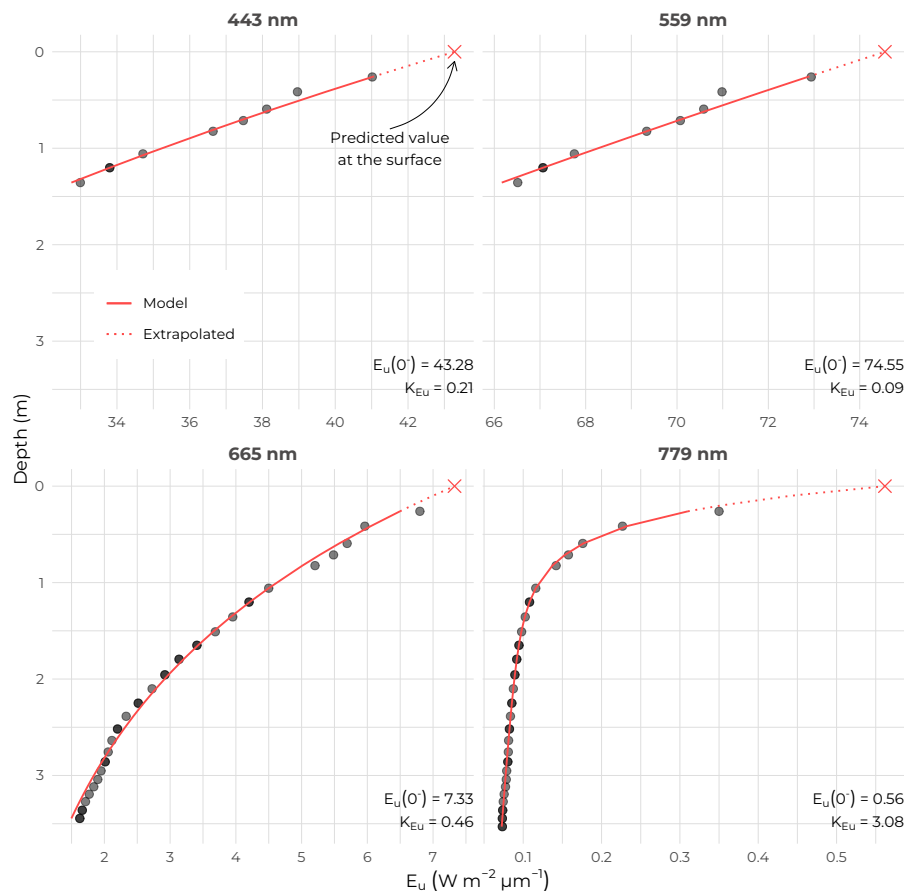 443 nm
559 nm
0
1
2
3
Predicted value
at the surface
Model
Extrapolated
Eᵤ(0⁻) = 43.28
K_Eu = 0.21
Eᵤ(0⁻) = 74.55
K_Eu = 0.09
34 36 38 40 42
66 68 70 72 74
Depth (m)
665 nm
779 nm
0
1
2
3
Eᵤ(0⁻) = 7.33
K_Eu = 0.46
Eᵤ(0⁻) = 0.56
K_Eu = 3.08
2 3 4 5 6 7
0.1 0.2 0.3 0.4 0.5
Eᵤ (W m⁻² µm⁻¹)